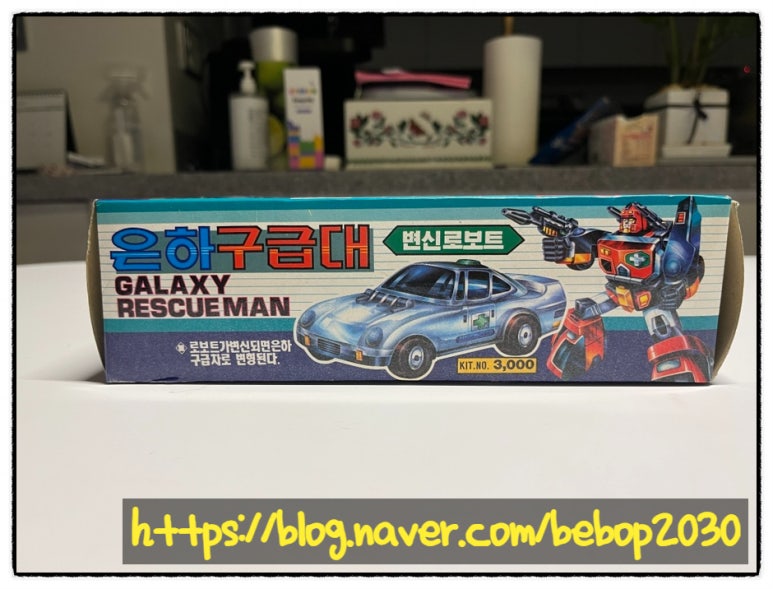 은하구급대
변신로보트
GALAXY
RESCUE MAN
※ 로보트가변신되면은하
구급차로 변형된다.
KIT.NO. 3,000
https://blog.naver.com/bebop2030